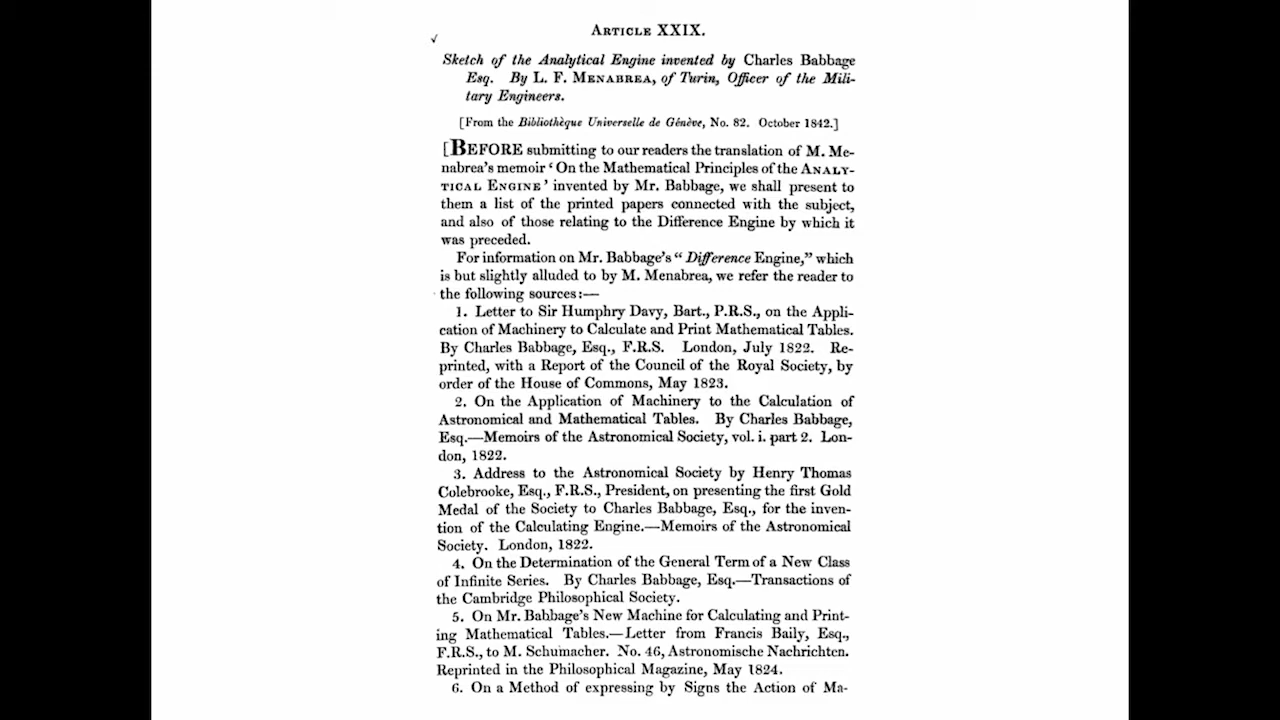 ARTICLE XXIX.
Sketch of the Analytical Engine invented by Charles Babbage
Esq. By L. F. MENABREA, of Turin, Officer of the Mili-
tary Engineers.
[From the Bibliothèque Universelle de Génève, No. 82. October 1842.]
[BEFORE submitting to our readers the translation of M. Me-
nabrea's memoir ‘On the Mathematical Principles of the ANALY-
TICAL ENGINE’ invented by Mr. Babbage, we shall present to
them a list of the printed papers connected with the subject,
and also of those relating to the Difference Engine by which it
was preceded.
For information on Mr. Babbage's “Difference Engine,” which
is but slightly alluded to by M. Menabrea, we refer the reader to
the following sources:—
1. Letter to Sir Humphry Davy, Bart., P.R.S., on the Appli-
cation of Machinery to Calculate and Print Mathematical Tables.
By Charles Babbage, Esq., F.R.S. London, July 1822. Re-
printed, with a Report of the Council of the Royal Society, by
order of the House of Commons, May 1823.
2. On the Application of Machinery to the Calculation of
Astronomical and Mathematical Tables. By Charles Babbage,
Esq.—Memoirs of the Astronomical Society, vol. i. part 2. Lon-
don, 1822.
3. Address to the Astronomical Society by Henry Thomas
Colebrooke, Esq., F.R.S., President, on presenting the first Gold
Medal of the Society to Charles Babbage, Esq., for the inven-
tion of the Calculating Engine.—Memoirs of the Astronomical
Society. London, 1822.
4. On the Determination of the General Term of a New Class
of Infinite Series. By Charles Babbage, Esq.—Transactions of
the Cambridge Philosophical Society.
5. On Mr. Babbage's New Machine for Calculating and Print-
ing Mathematical Tables.—Letter from Francis Baily, Esq.,
F.R.S., to M. Schumacher. No. 46, Astronomische Nachrichten.
Reprinted in the Philosophical Magazine, May 1824.
6. On a Method of expressing by Signs the Action of Ma-